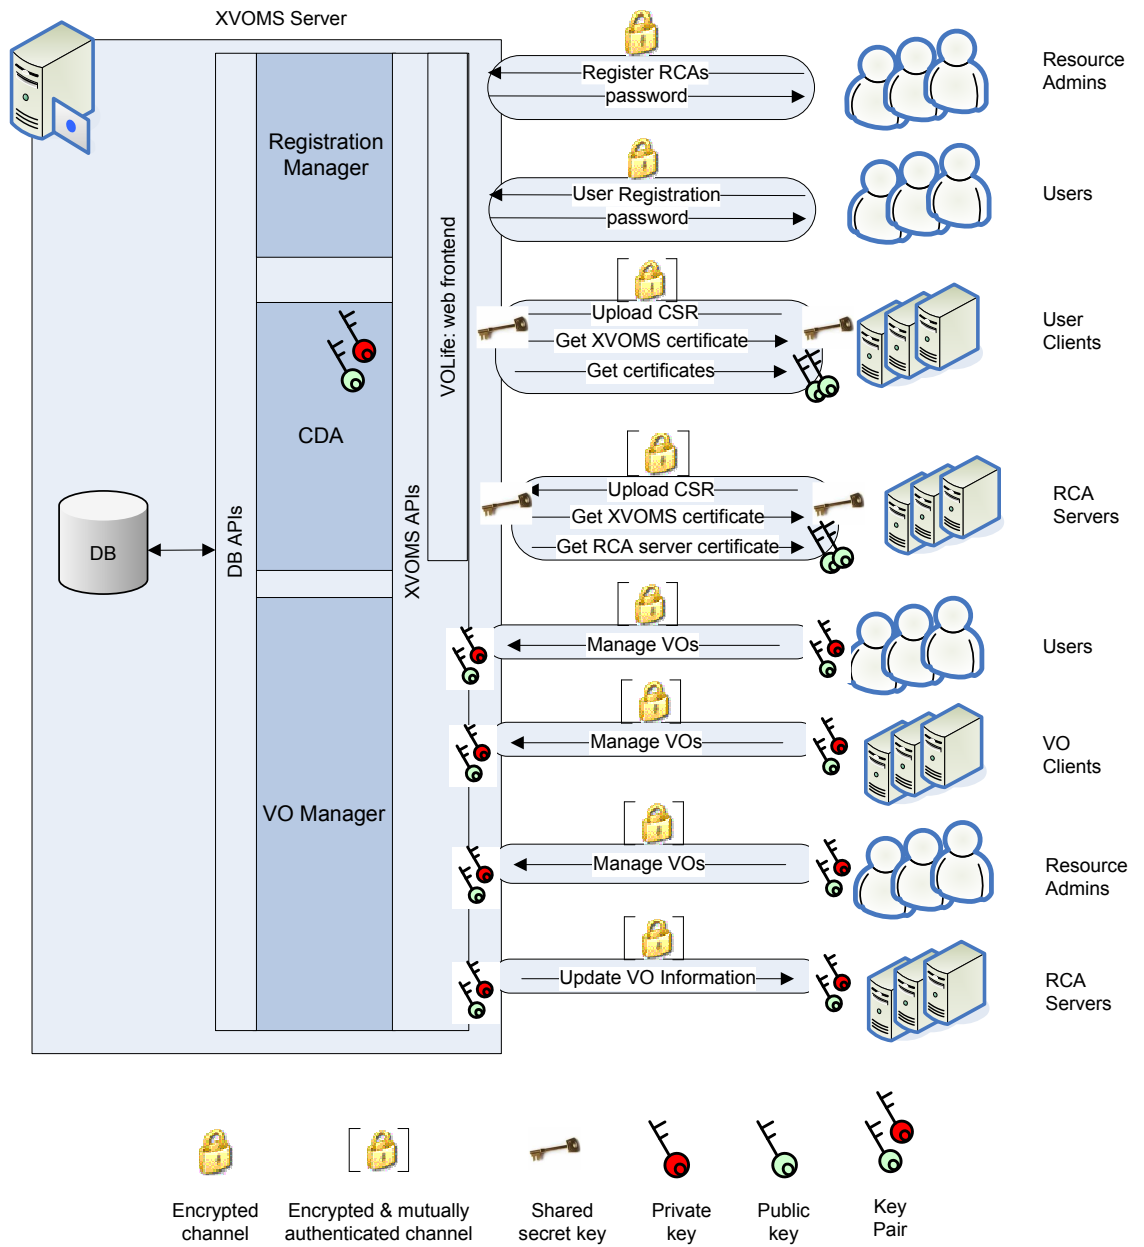 XVOMS Server
Registration
Manager
CDA
VO Manager
DB
DB APIs
XVOMS APIs
VOLife: web frontend
Register RCAs
password
Resource
Admins
User Registration
password
Users
Upload CSR
Get XVOMS certificate
Get certificates
User
Clients
Upload CSR
Get XVOMS certificate
Get RCA server certificate
RCA
Servers
Manage VOs
Users
Manage VOs
VO
Clients
Manage VOs
Resource
Admins
Update VO Information
RCA
Servers
Encrypted
channel
Encrypted & mutually
authenticated channel
Shared
secret key
Private
key
Public
key
Key
Pair